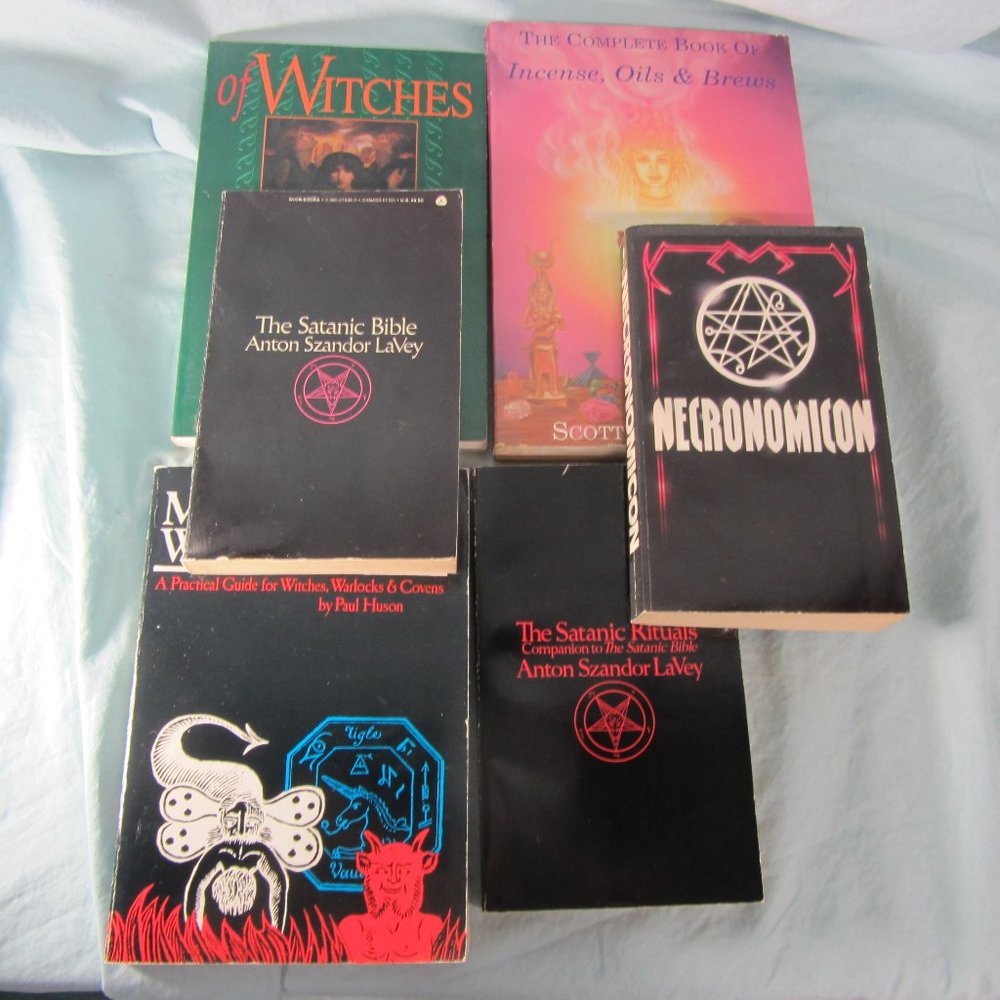 of WITCHES
THE COMPLETE BOOK OF
Incense, Oils & Brews
SCOTT
AVON BOOKS
The Satanic Bible
Anton Szandor LaVey
NECRONOMICON
NECRONOMICON
M
W
A Practical Guide for Witches, Warlocks & Covens
by Paul Huson
Tigle
Vau
The Satanic Rituals
Companion to The Satanic Bible
Anton Szandor LaVey